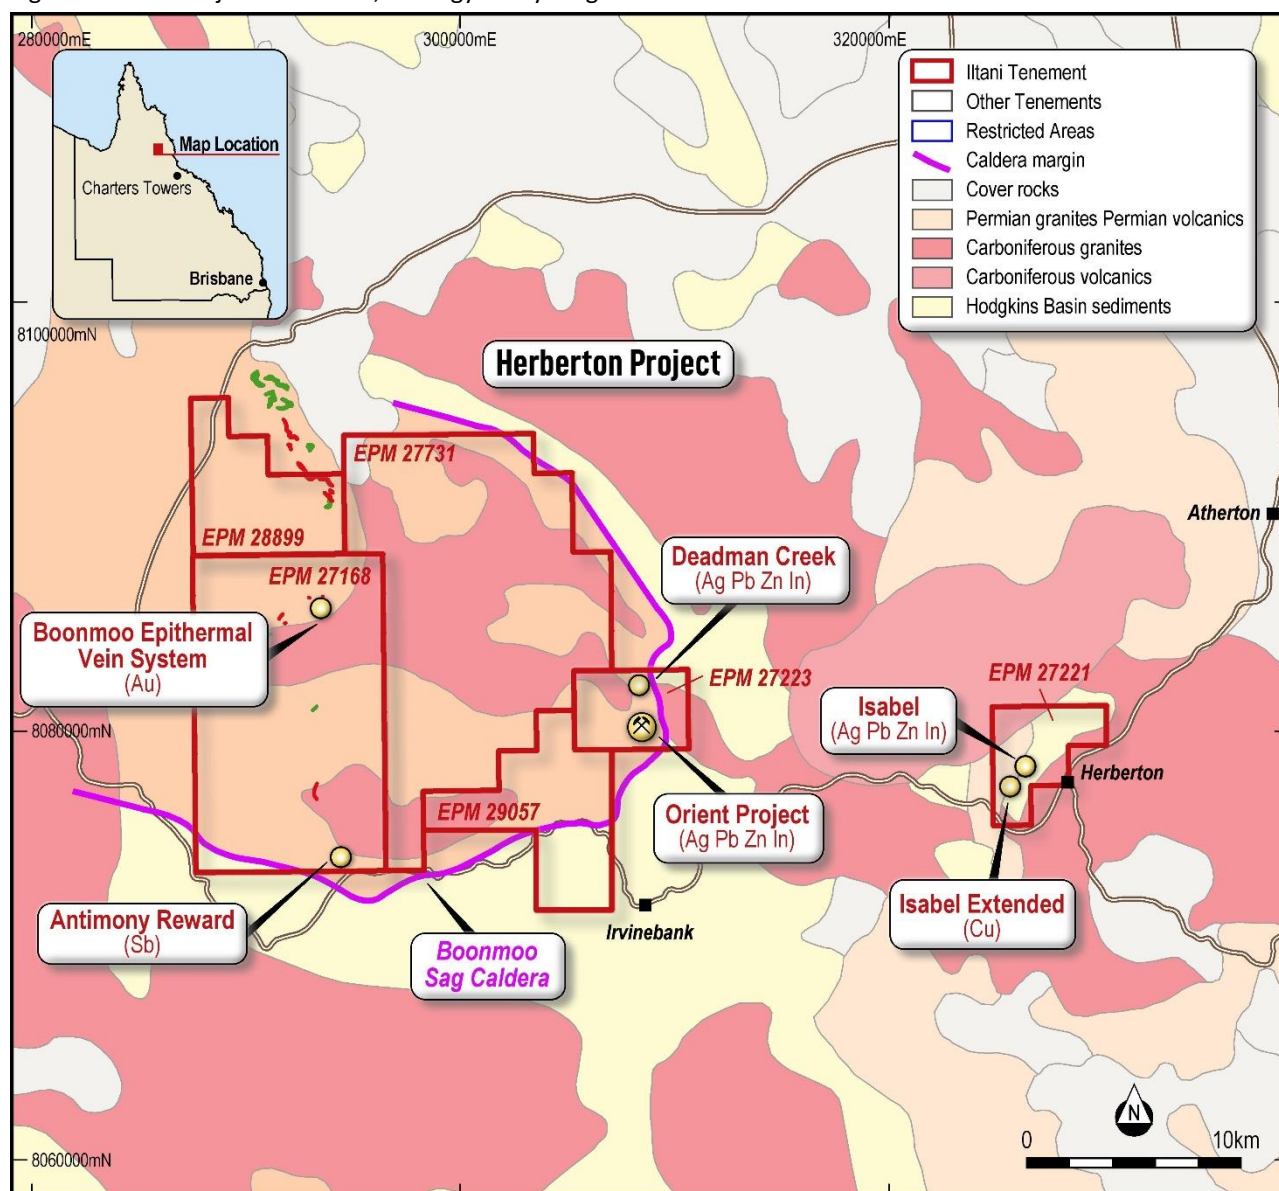 280000mE
300000mE
320000mE
Map Location
Charters Towers
Brisbane
Iltani Tenement
Other Tenements
Restricted Areas
Caldera margin
Cover rocks
Permian granites Permian volcanics
Carboniferous granites
Carboniferous volcanics
Hodgkins Basin sediments
8100000mN
Herberton Project
EPM 27731
Atherton
EPM 28899
Deadman Creek
(Ag Pb Zn In)
EPM 27168
Boonmoo Epithermal
Vein System
(Au)
EPM 27223
EPM 27221
Isabel
(Ag Pb Zn In)
8080000mN
Herberton
EPM 29057
Orient Project
(Ag Pb Zn In)
Antimony Reward
(Sb)
Isabel Extended
(Cu)
Irvinebank
Boonmoo
Sag Caldera
N
0 10km
8060000mN